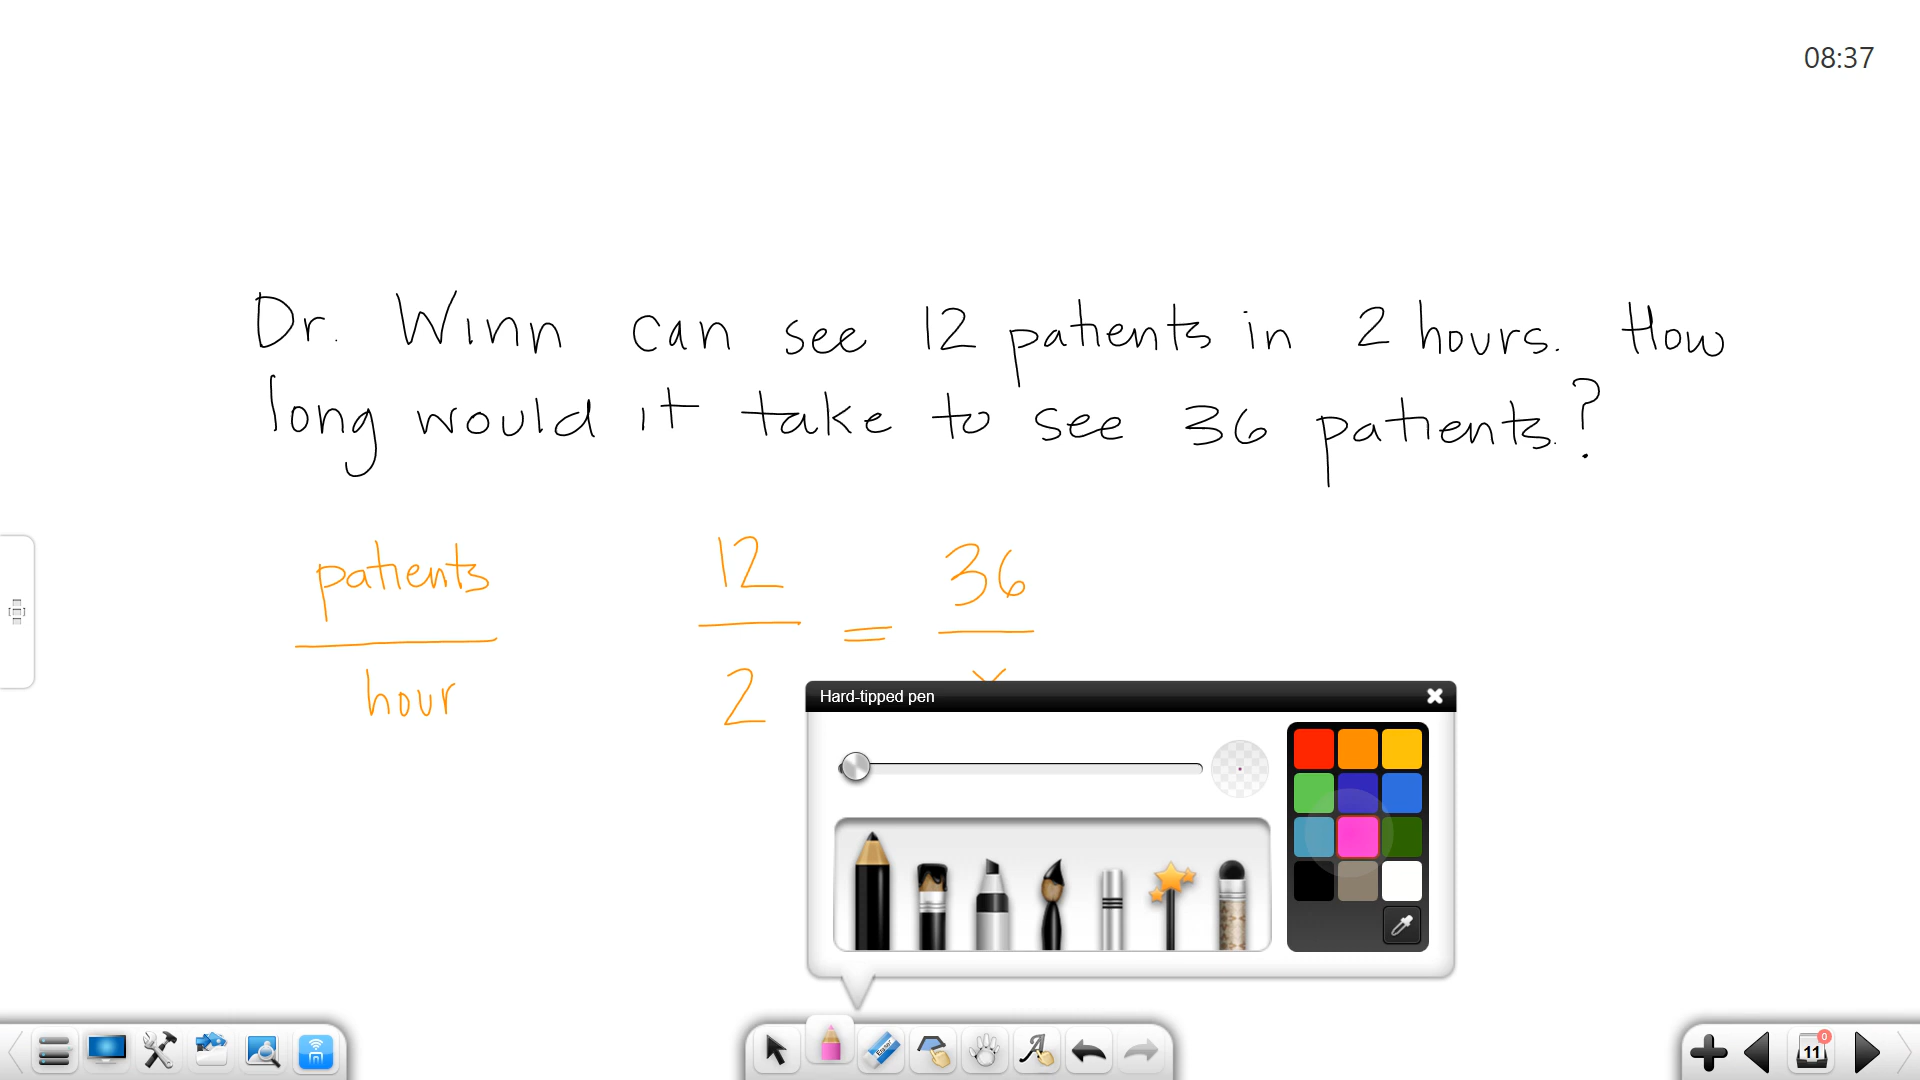 08:37
Dr. Winn can see 12 patients in 2 hours. How
long would it take to see 36 patients.?
patients
hour
12
2
=
36
x
Hard-tipped pen
Eraser
A
11
0